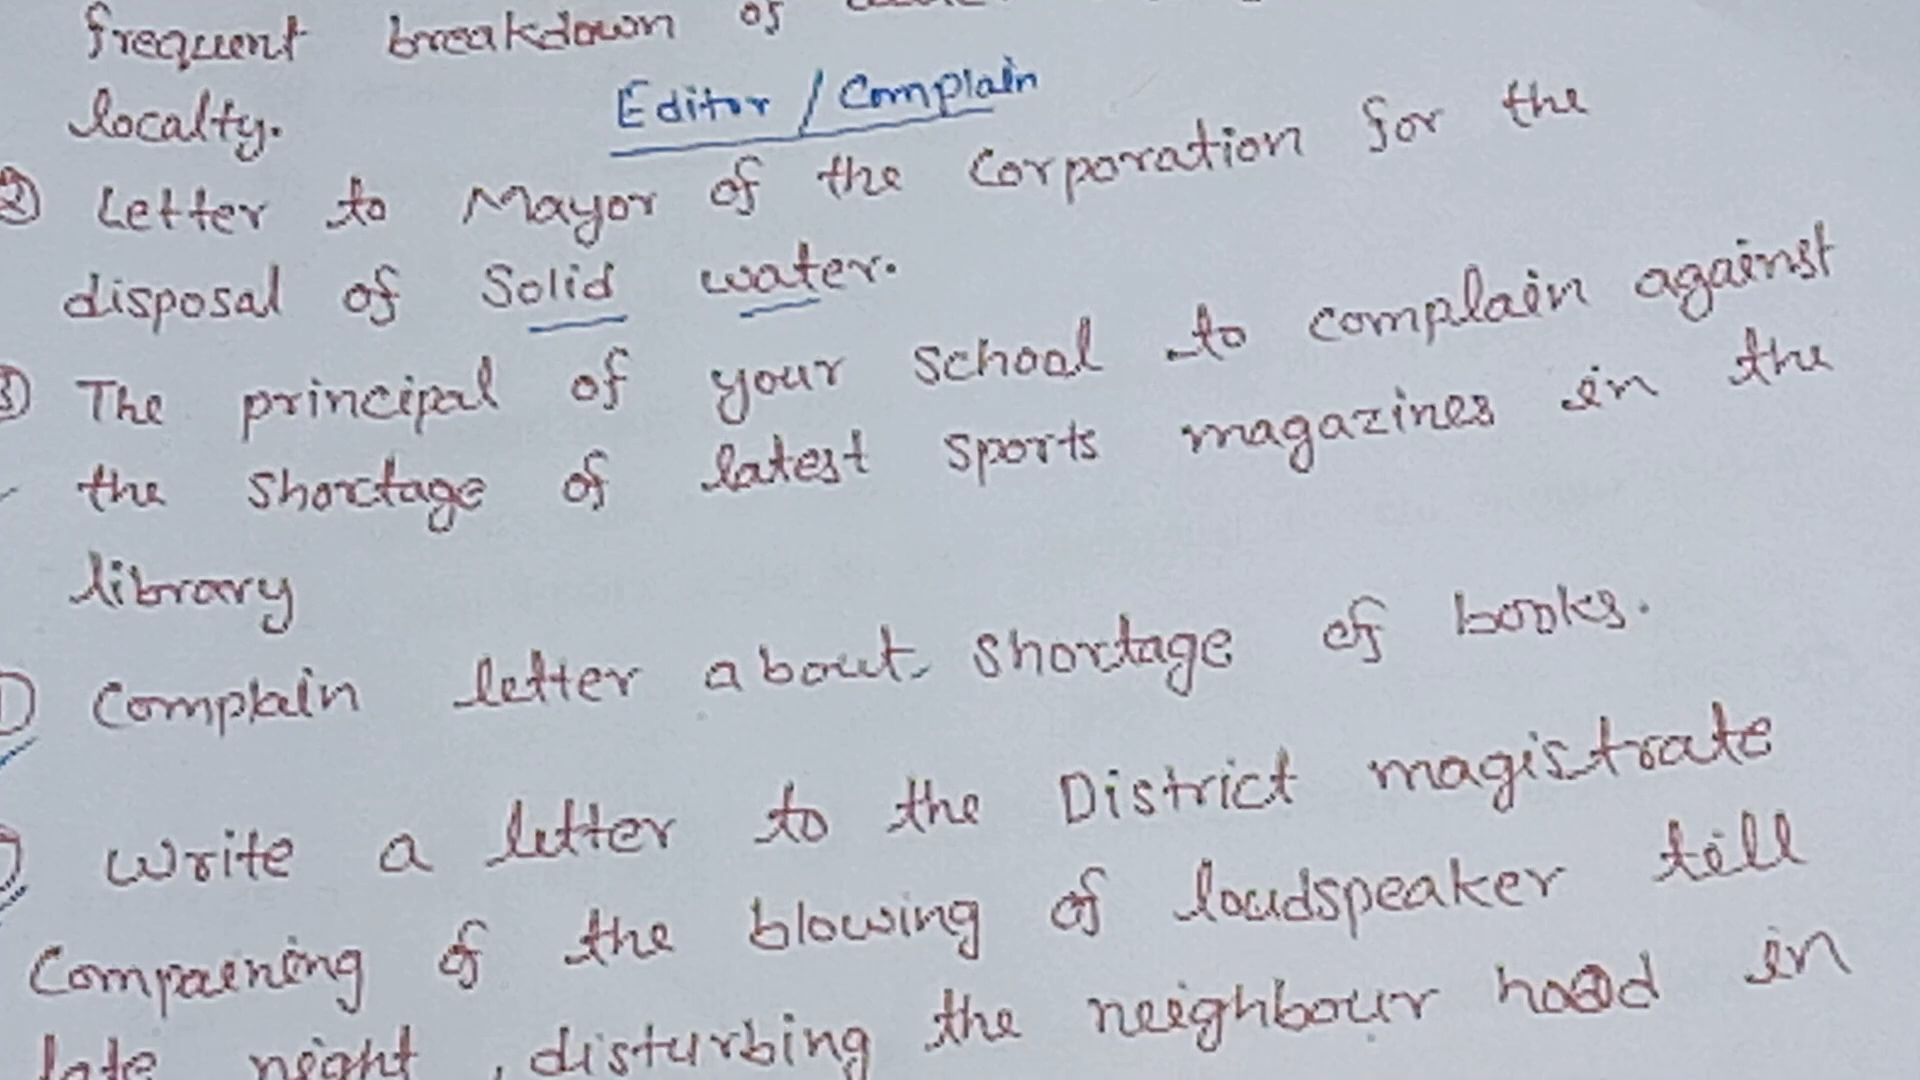 frequent breakdown of
localty.
Editor / Complain
② Letter to Mayor of the Corporation for the
disposal of Solid water.
③ The principal of your school to complain against
the shortage of latest sports magazines in the
library
Complain letter about shortage of books.
Write a letter to the District magistrate
Compaening of the blowing of loudspeaker till
late night, disturbing the neighbour hood in